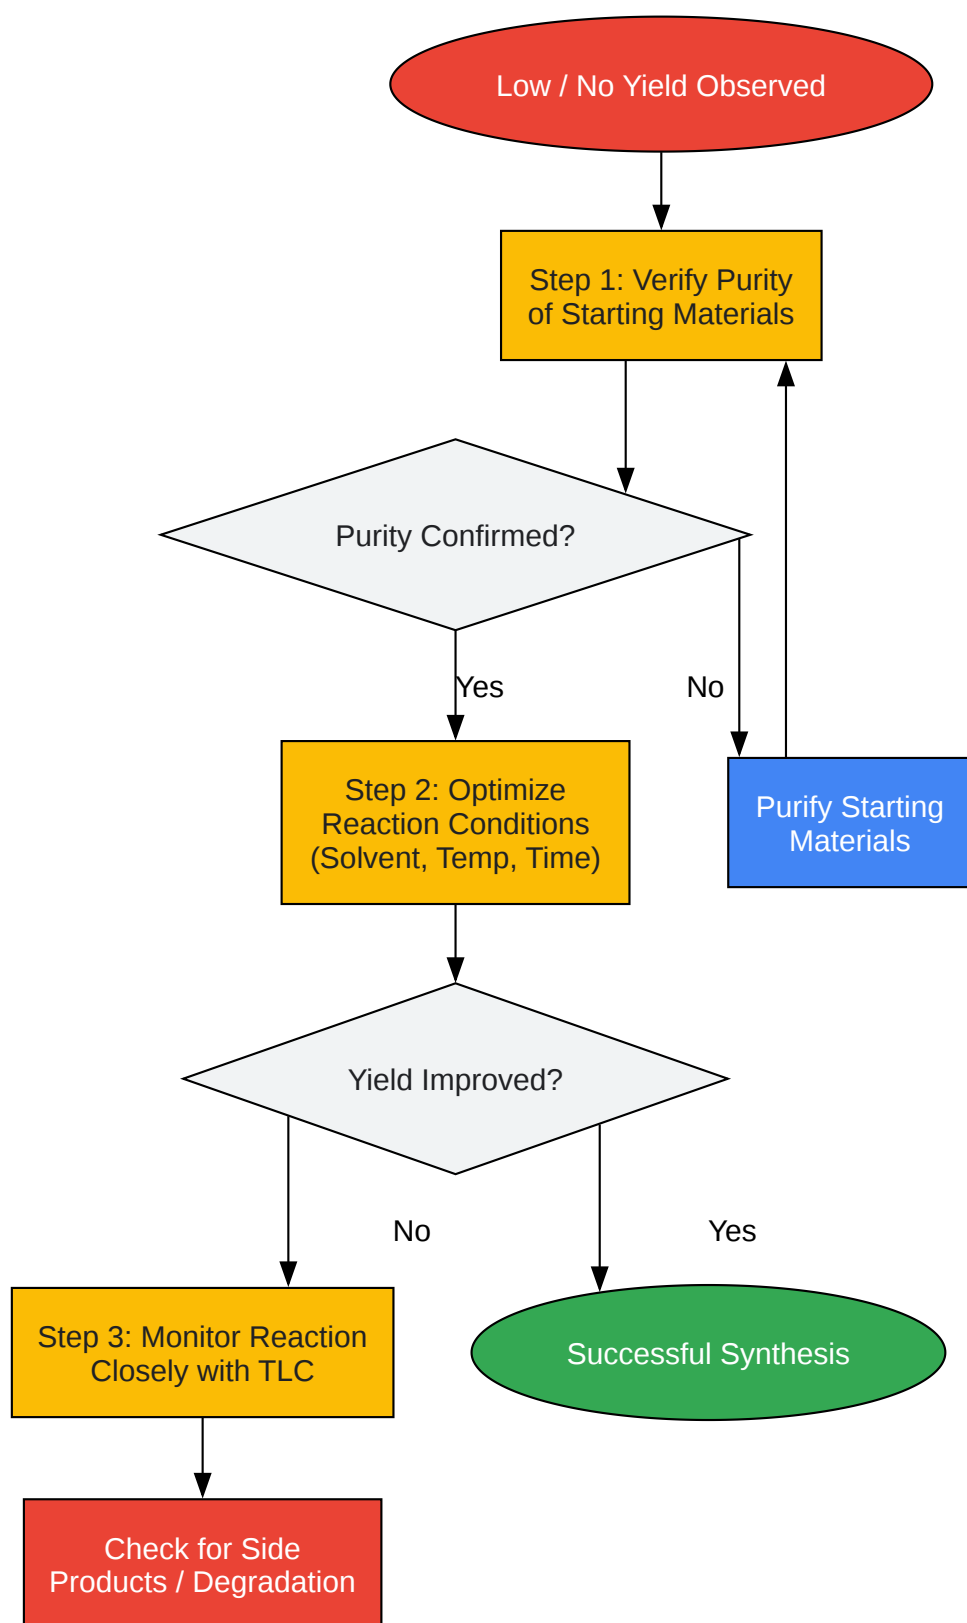 Low / No Yield Observed
Step 1: Verify Purity
of Starting Materials
Purity Confirmed?
Yes
No
Step 2: Optimize
Reaction Conditions
(Solvent, Temp, Time)
Purify Starting
Materials
Yield Improved?
No
Yes
Step 3: Monitor Reaction
Closely with TLC
Successful Synthesis
Check for Side
Products / Degradation